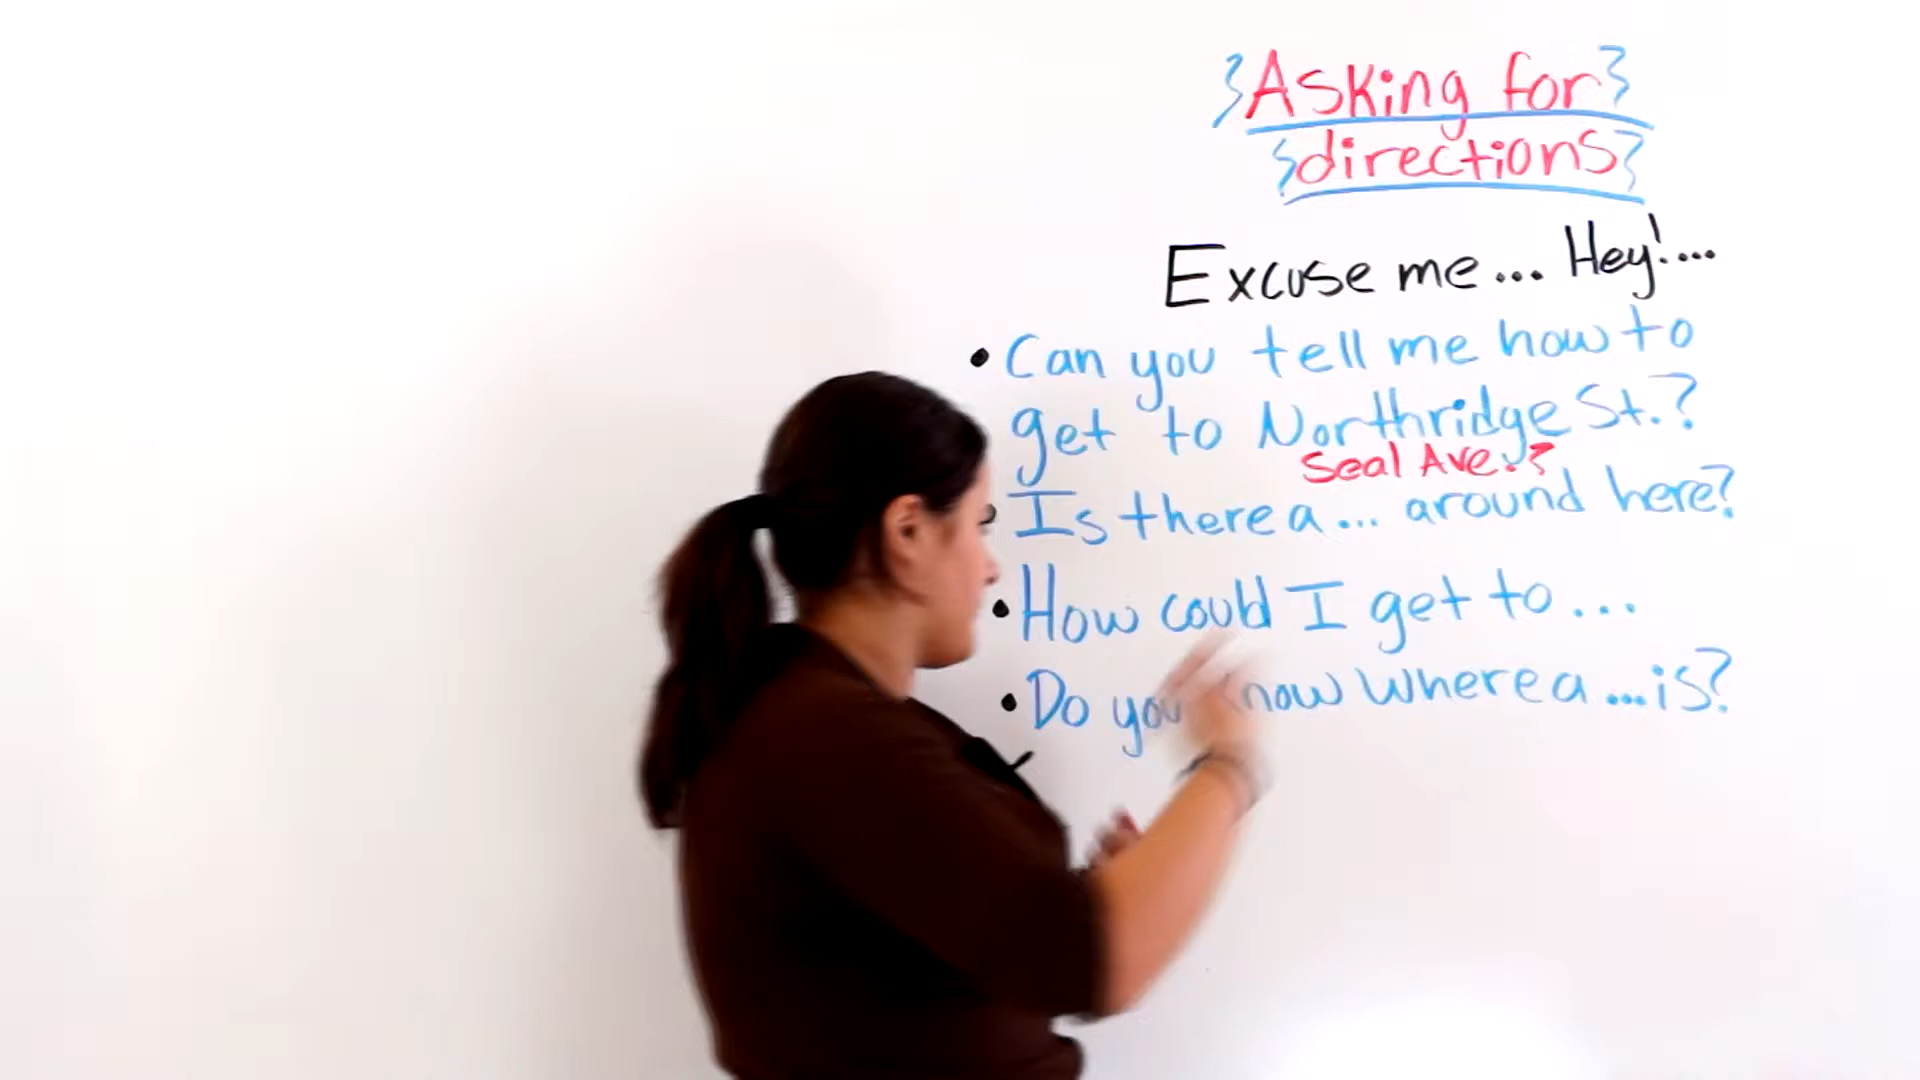 Asking for
directions
Excuse me... Hey!....
• Can you tell me how to
get to Northridge St.?
Seal Ave.?
Is there a ... around here?
• How could I get to ...
• Do you know where a ... is?